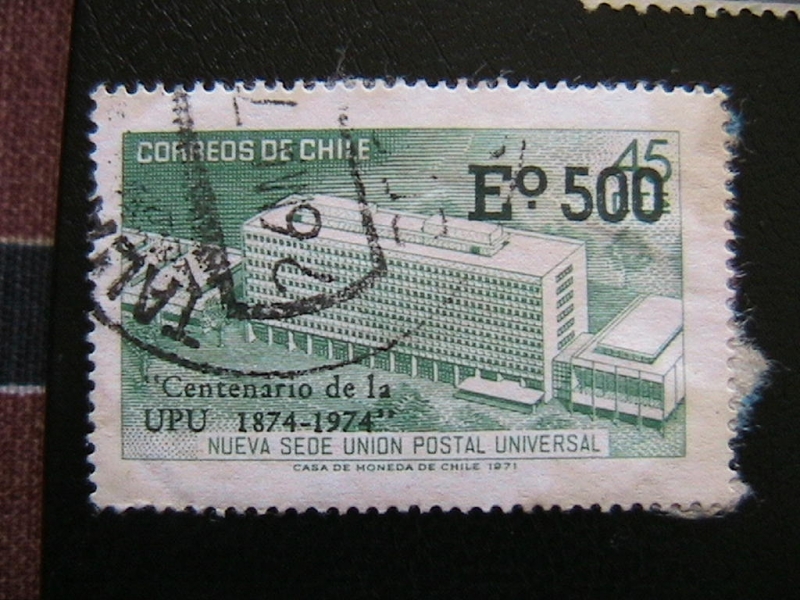 CORREOS DE CHILE
45
Eº 500
"Centenario de la
UPU 1874-1974"
NUEVA SEDE UNION POSTAL UNIVERSAL
CASA DE MONEDA DE CHILE 1971